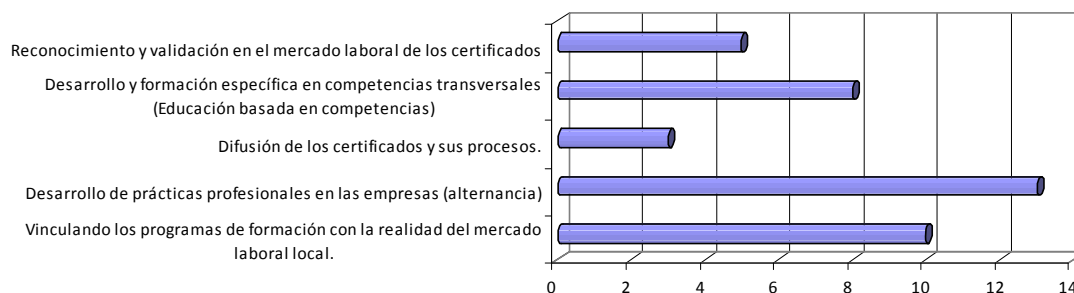 Reconocimiento y validación en el mercado laboral de los certificados
Desarrollo y formación específica en competencias transversales
(Educación basada en competencias)
Difusión de los certificados y sus procesos.
Desarrollo de prácticas profesionales en las empresas (alternancia)
Vinculando los programas de formación con la realidad del mercado
laboral local.
0 2 4 6 8 10 12 14